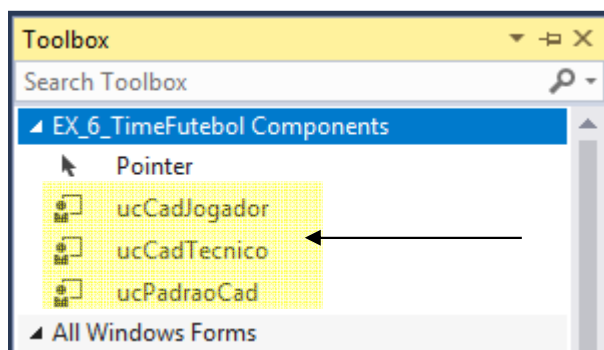 Toolbox
Search Toolbox
EX_6_TimeFutebol Components
Pointer
ucCadJogador
ucCadTecnico
ucPadraoCad
All Windows Forms